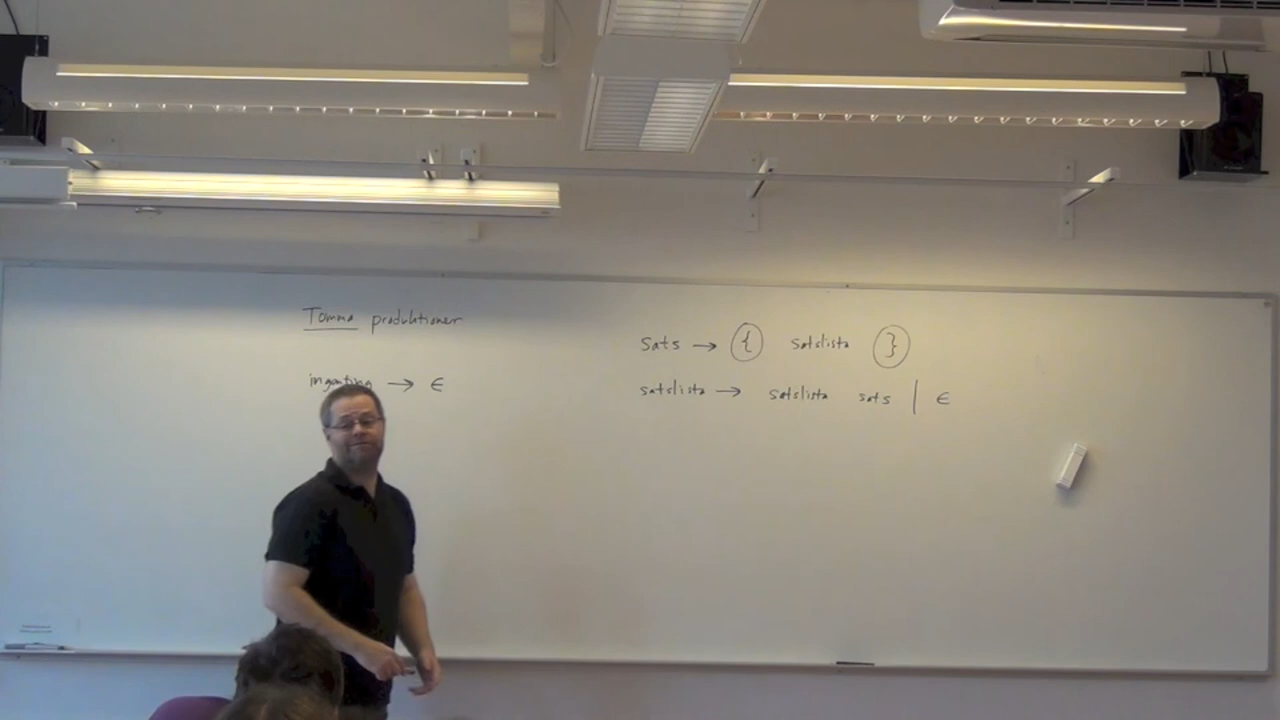 Tomma produktioner
ingenting → ∈
Sats → { satslista }
satslista → satslista sats | ∈